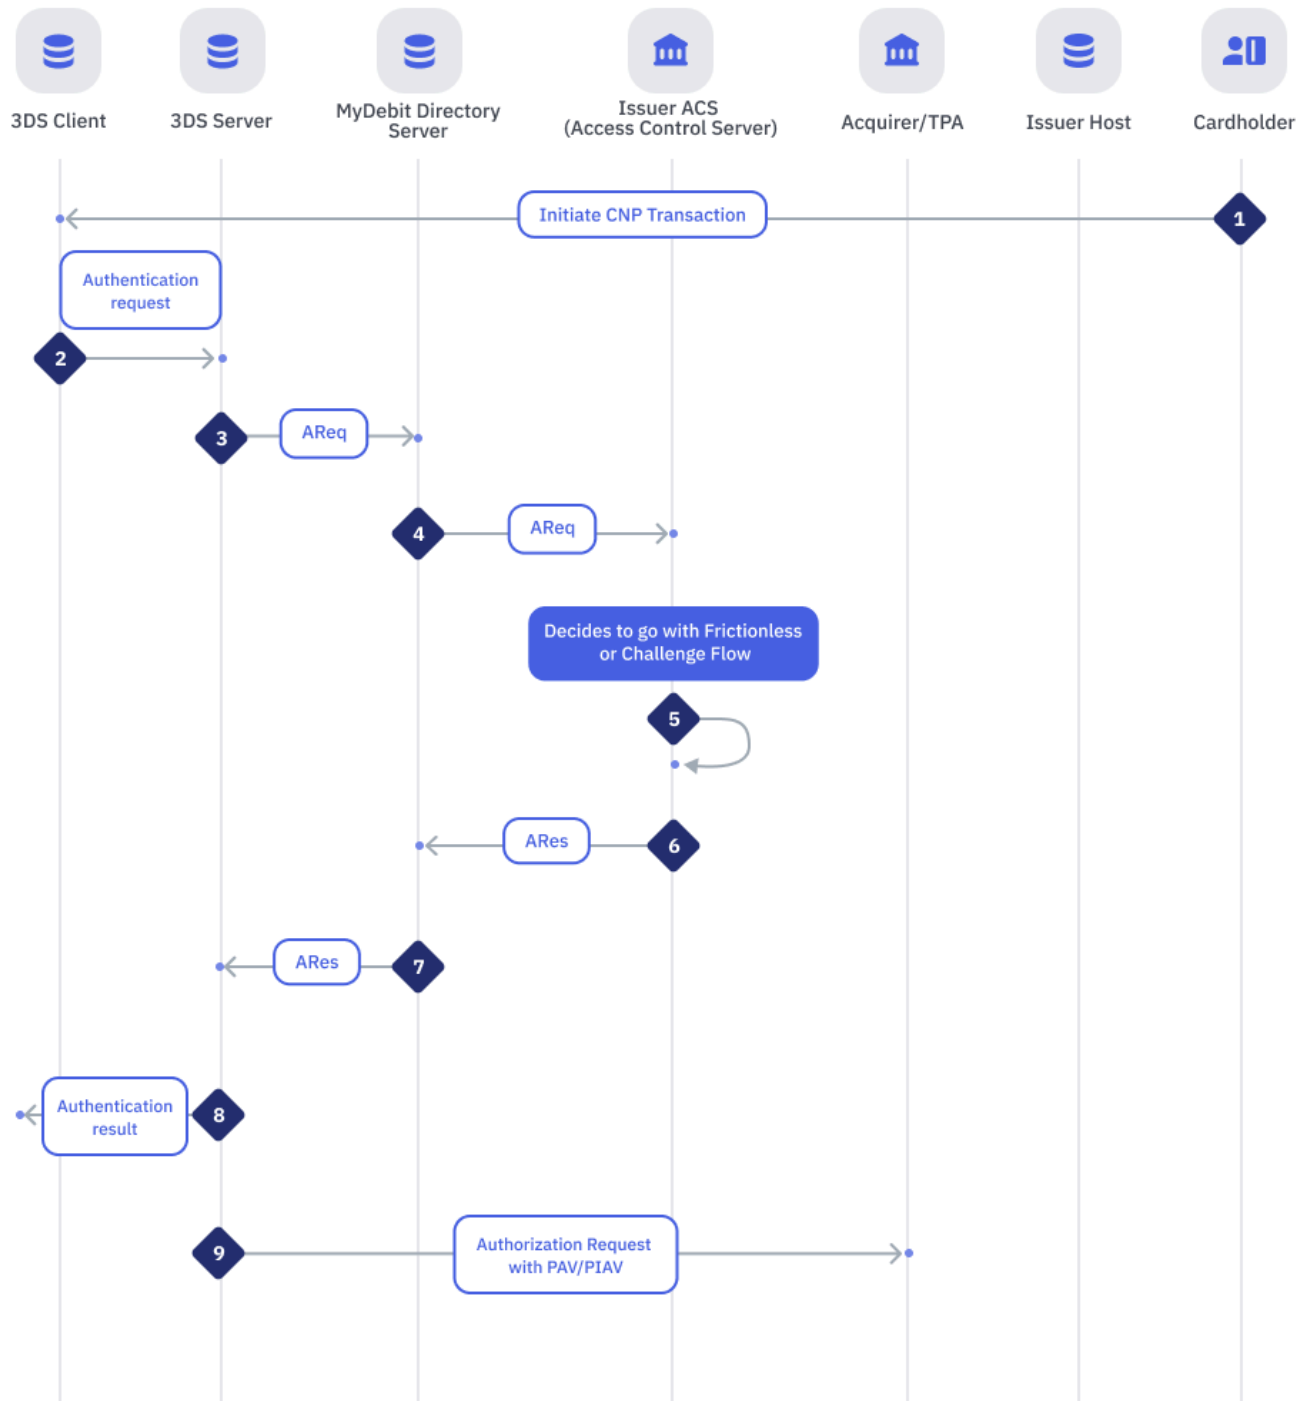 3DS Client
3DS Server
MyDebit Directory
Server
Issuer ACS
(Access Control Server)
Acquirer/TPA
Issuer Host
Cardholder
Initiate CNP Transaction
1
Authentication
request
2
3
AReq
4
AReq
Decides to go with Frictionless
or Challenge Flow
5
ARes
6
ARes
7
Authentication
result
8
9
Authorization Request
with PAV/PIAV